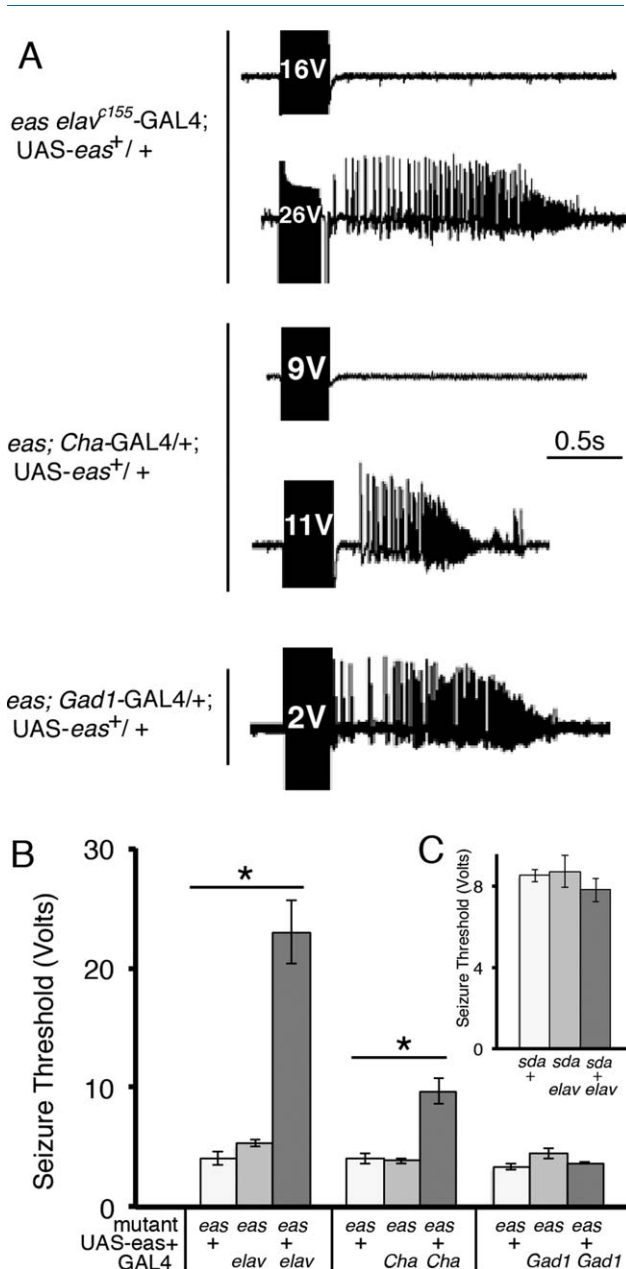 A
16V
eas elav^c155-GAL4;
UAS-eas+/ +
26V
9V
eas; Cha-GAL4/+;
UAS-eas+/ +
0.5s
11V
eas; Gad1-GAL4/+;
UAS-eas+/ +
2V
B
30
20
10
0
Seizure Threshold (Volts)
*
*
C
8
4
0
Seizure Threshold (Volts)
sda sda sda
+ +
elav elav
mutant eas eas eas eas eas eas eas eas eas
UAS-eas+ + + + + + +
GAL4 elav elav Cha Cha Gad1 Gad1